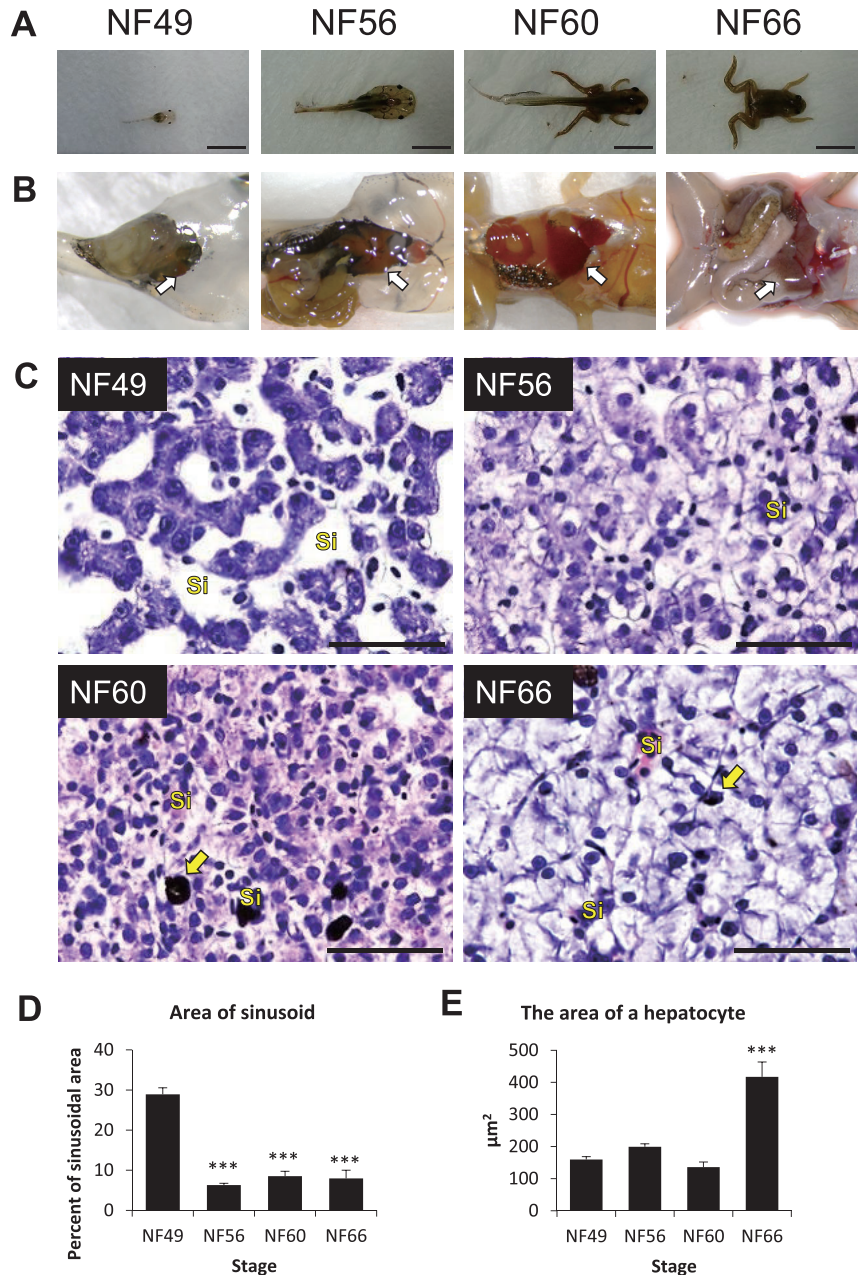 A
NF49 NF56 NF60 NF66
B
C
NF49 NF56
Si
Si
Si
NF60 NF66
Si
Si
Si
Si
D
Area of sinusoid
Percent of sinusoidal area
40
30
20
10
0
***
***
***
NF49 NF56 NF60 NF66
Stage
E
The area of a hepatocyte
µm²
500
400
300
200
100
0
***
NF49 NF56 NF60 NF66
Stage